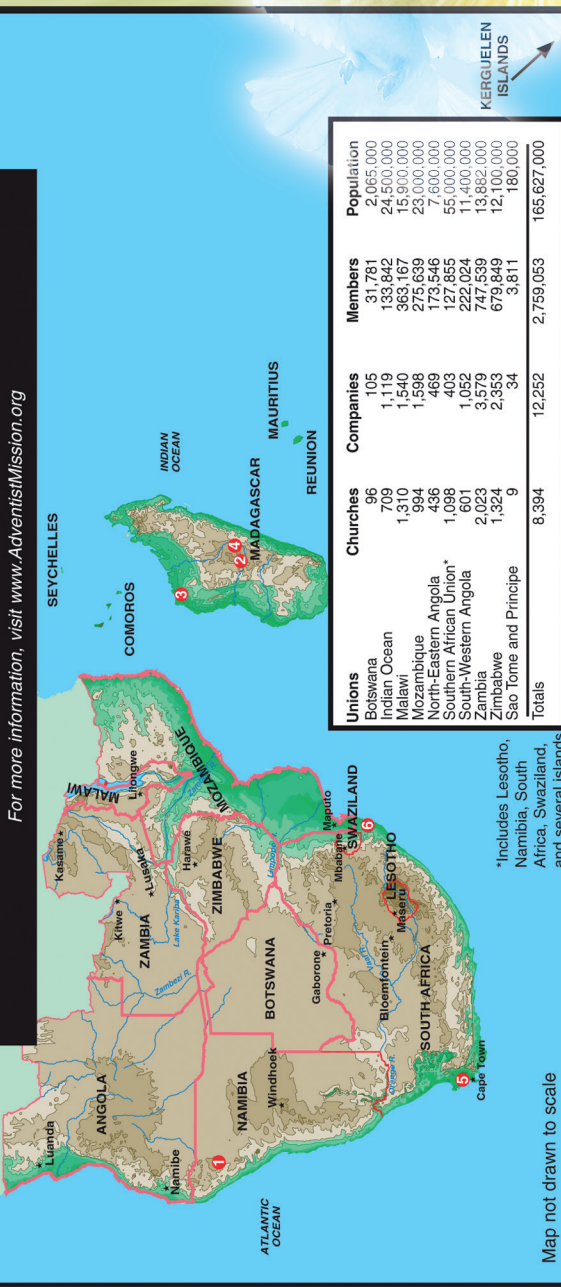 For more information, visit www.AdventistMission.org
SEYCHELLES
COMOROS
INDIAN
OCEAN
MADAGASCAR
MAURITIUS
REUNION
KERGUELEN
ISLANDS
Luanda
ANGOLA
Namibe
Kasame
MALAWI
Lilongwe
Kitwe
ZAMBIA
Lusaka
Lake Kariba
Zambezi R.
Harawe
ZIMBABWE
MOZAMBIQUE
Limpopo
BOTSWANA
Gaborone
NAMIBIA
Windhoek
Pretoria
Maputo
Mbabane
SWAZILAND
Vaal R.
Bloemfontein
LESOTHO
Maseru
Orange R.
SOUTH AFRICA
Cape Town
ATLANTIC
OCEAN
1
2
3
4
5
6
Unions Churches Companies Members Population
Botswana 96 105 31,781 2,065,000
Indian Ocean 709 1,119 133,842 24,500,000
Malawi 1,310 1,540 363,167 15,900,000
Mozambique 994 1,598 275,639 23,000,000
North-Eastern Angola 436 469 173,546 7,600,000
Southern African Union* 1,098 403 127,855 55,000,000
South-Western Angola 601 1,052 222,024 11,400,000
Zambia 2,023 3,579 747,539 13,882,000
Zimbabwe 1,324 2,353 679,849 12,100,000
Sao Tome and Principe 9 34 3,811 180,000
Totals 8,394 12,252 2,759,053 165,627,000
*Includes Lesotho,
Namibia, South
Africa, Swaziland,
and several islands
Map not drawn to scale